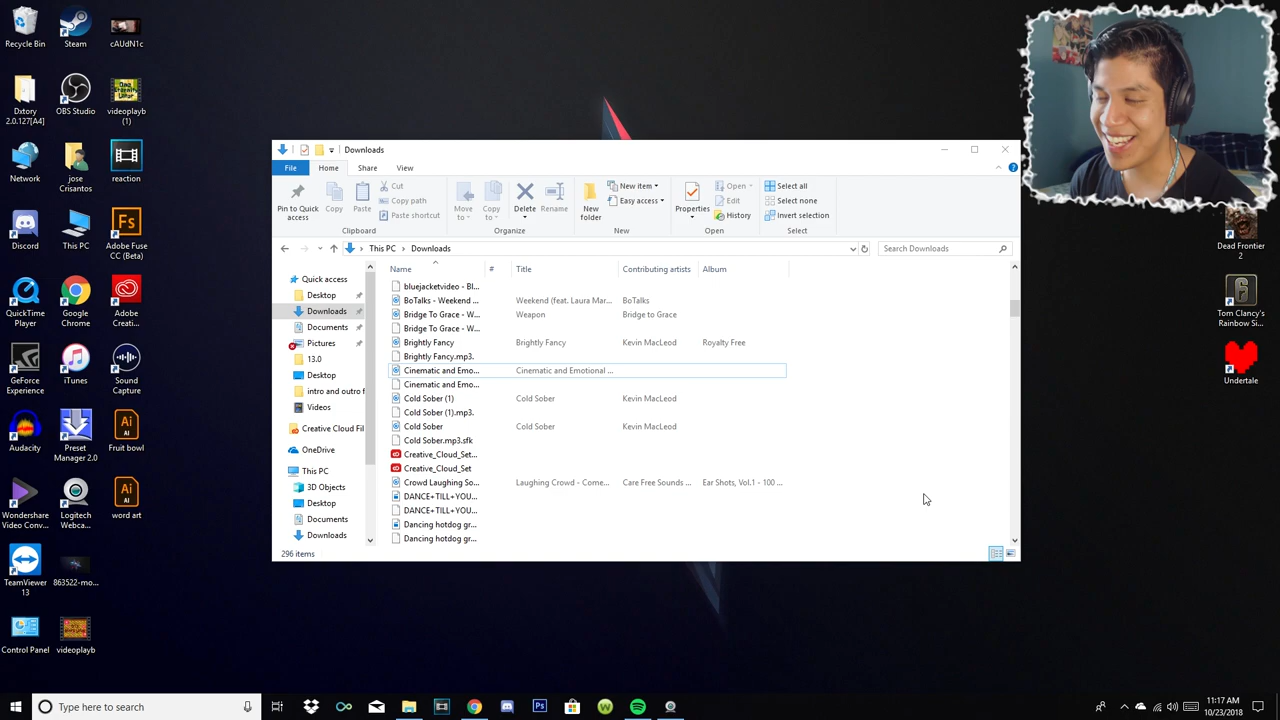 Recycle Bin
Steam
cAUdN1c
Dxtory
2.0.127[A4]
OBS Studio
videoplayb
(1)
Network
jose
Crisantos
reaction
Discord
This PC
Adobe Fuse
CC (Beta)
QuickTime
Player
Google
Chrome
Adobe
Creati...
GeForce
Experience
iTunes
Sound
Capture
Audacity
Preset
Manager 2.0
Fruit bowl
Wondershare
Video Conv...
Logitech
Webca...
word art
TeamViewer
13
863522-mo...
Control Panel
videoplayb
Downloads
File
Home
Share
View
Pin to Quick
access
Copy
Paste
Cut
Copy path
Paste shortcut
Clipboard
Move
to
Copy
to
Delete
Rename
Organize
New
folder
New item
Easy access
New
Properties
Open
Edit
History
Open
Select all
Select none
Invert selection
Select
This PC > Downloads
Search Downloads
Quick access
Desktop
Downloads
Documents
Pictures
13.0
Desktop
intro and outro f
Videos
Creative Cloud Fil
OneDrive
This PC
3D Objects
Desktop
Documents
Downloads
Name # Title Contributing artists Album
bluejacketvideo - Bl...
BoTalks - Weekend ... Weekend (feat. Laura Mar... BoTalks
Bridge To Grace - W... Weapon Bridge to Grace
Bridge To Grace - W...
Brightly Fancy Brightly Fancy Kevin MacLeod Royalty Free
Brightly Fancy.mp3.
Cinematic and Emo... Cinematic and Emotional ...
Cinematic and Emo...
Cold Sober (1) Cold Sober Kevin MacLeod
Cold Sober (1).mp3.
Cold Sober Cold Sober Kevin MacLeod
Cold Sober.mp3.sfk
Creative_Cloud_Set...
Creative_Cloud_Set
Crowd Laughing So... Laughing Crowd - Come... Care Free Sounds ... Ear Shots, Vol.1 - 100 ...
DANCE+TILL+YOU...
DANCE+TILL+YOU...
Dancing hotdog gr...
Dancing hotdog gr...
296 items
Dead Frontier
2
Tom Clancy's
Rainbow Si...
Undertale
Type here to search
11:17 AM
10/23/2018